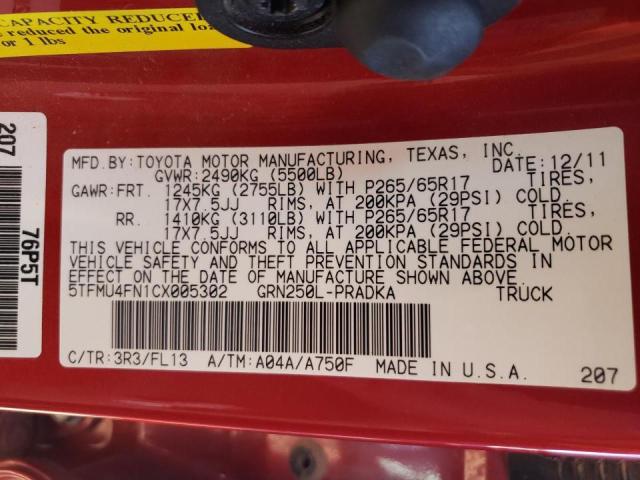 CAPACITY REDUCED
reduced the original
or 1 lbs
207
76P5T
MFD.BY:TOYOTA MOTOR MANUFACTURING, TEXAS, INC.
GVWR:2490KG (5500LB) DATE:12/11
GAWR:FRT. 1245KG (2755LB) WITH P265/65R17 TIRES,
17X7.5JJ RIMS, AT 200KPA (29PSI) COLD.
RR. 1410KG (3110LB) WITH P265/65R17 TIRES,
17X7.5JJ RIMS, AT 200KPA (29PSI) COLD.
THIS VEHICLE CONFORMS TO ALL APPLICABLE FEDERAL MOTOR
VEHICLE SAFETY AND THEFT PREVENTION STANDARDS IN
EFFECT ON THE DATE OF MANUFACTURE SHOWN ABOVE.
5TFMU4FN1CX005302 GRN250L-PRADKA TRUCK
C/TR:3R3/FL13 A/TM:A04A/A750F MADE IN U.S.A.
207